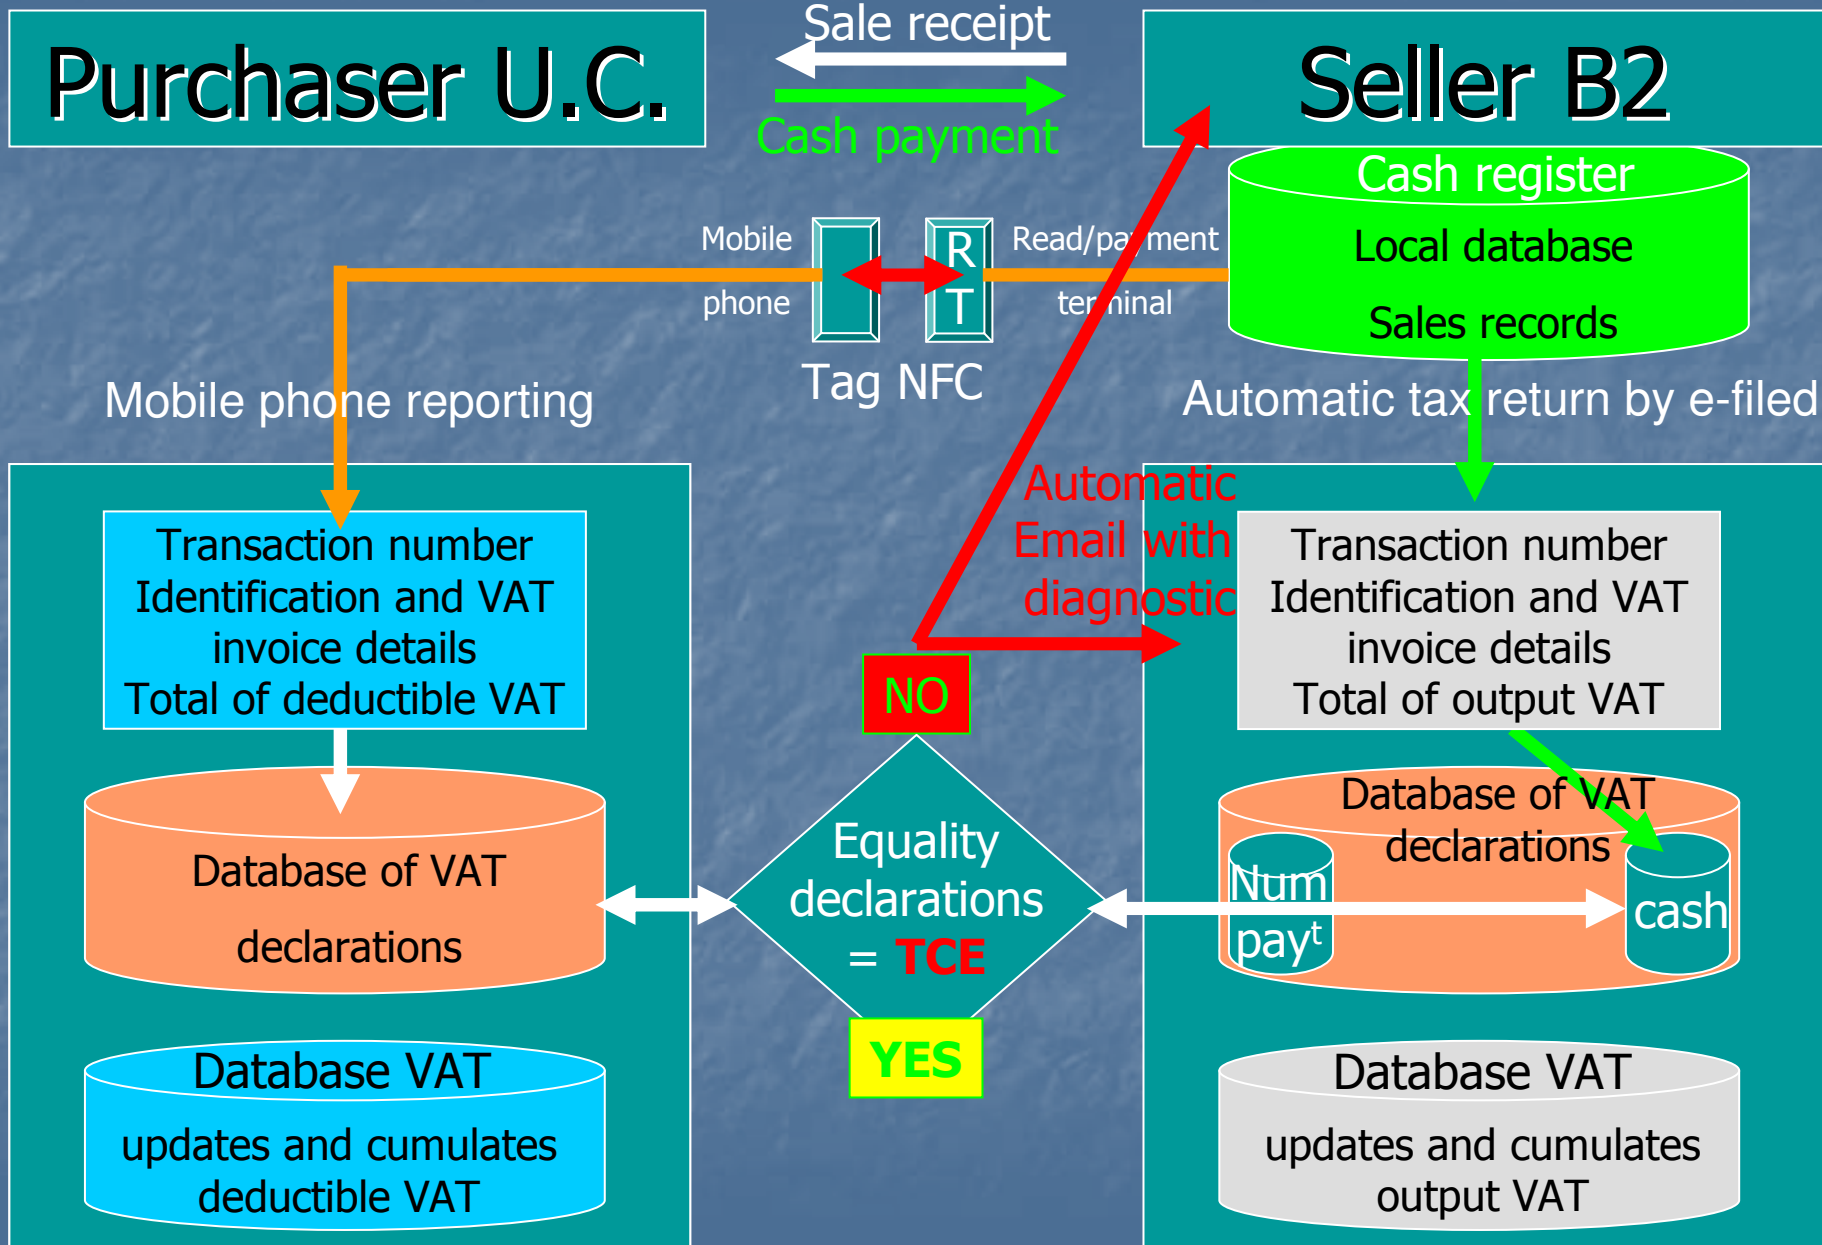 Purchaser U.C.
Sale receipt
Cash payment
Seller B2
Cash register
Local database
Sales records
Mobile
phone
R
T
Read/payment
terminal
Tag NFC
Mobile phone reporting
Automatic tax return by e-filed
Transaction number
Identification and VAT
invoice details
Total of deductible VAT
Automatic
Email with
diagnostic
Transaction number
Identification and VAT
invoice details
Total of output VAT
NO
Database of VAT
declarations
Equality
declarations
= TCE
YES
Database of VAT
declarations
Num
payt
cash
Database VAT
updates and cumulates
deductible VAT
Database VAT
updates and cumulates
output VAT